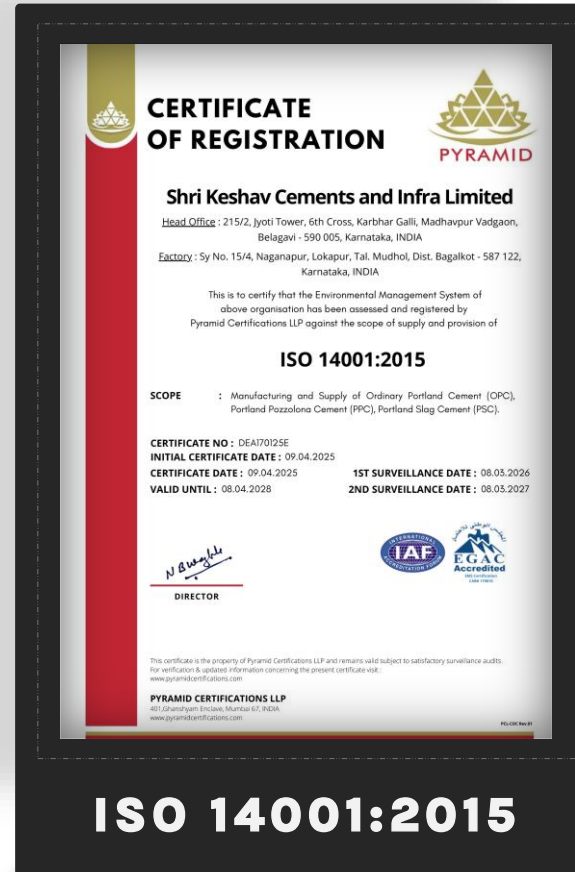 CERTIFICATE
OF REGISTRATION
PYRAMID
Shri Keshav Cements and Infra Limited
Head Office : 215/2, Jyoti Tower, 6th Cross, Karbhar Galli, Madhavpur Vadgaon,
Belagavi - 590 005, Karnataka, INDIA
Factory : Sy No. 15/4, Naganapur, Lokapur, Tal. Mudhol, Dist. Bagalkot - 587 122,
Karnataka, INDIA
This is to certify that the Environmental Management System of
above organisation has been assessed and registered by
Pyramid Certifications LLP against the scope of supply and provision of
ISO 14001:2015
SCOPE : Manufacturing and Supply of Ordinary Portland Cement (OPC),
Portland Pozzolona Cement (PPC), Portland Slag Cement (PSC).
CERTIFICATE NO : DEA170125E
INITIAL CERTIFICATE DATE : 09.04.2025
CERTIFICATE DATE : 09.04.2025 1ST SURVEILLANCE DATE : 08.03.2026
VALID UNTIL : 08.04.2028 2ND SURVEILLANCE DATE : 08.03.2027
INTERNATIONAL
IAF
ACCREDITATION FORUM
EGAC
Accredited
DIRECTOR
This certificate is the property of Pyramid Certifications LLP and remains valid subject to satisfactory surveillance audits.
For verification & updated information concerning the present certificate visit :
www.pyramidcertifications.com
PYRAMID CERTIFICATIONS LLP
401,Ghanshyam Enclave, Mumbai 67, INDIA
www.pyramidcertifications.com
ISO 14001:2015